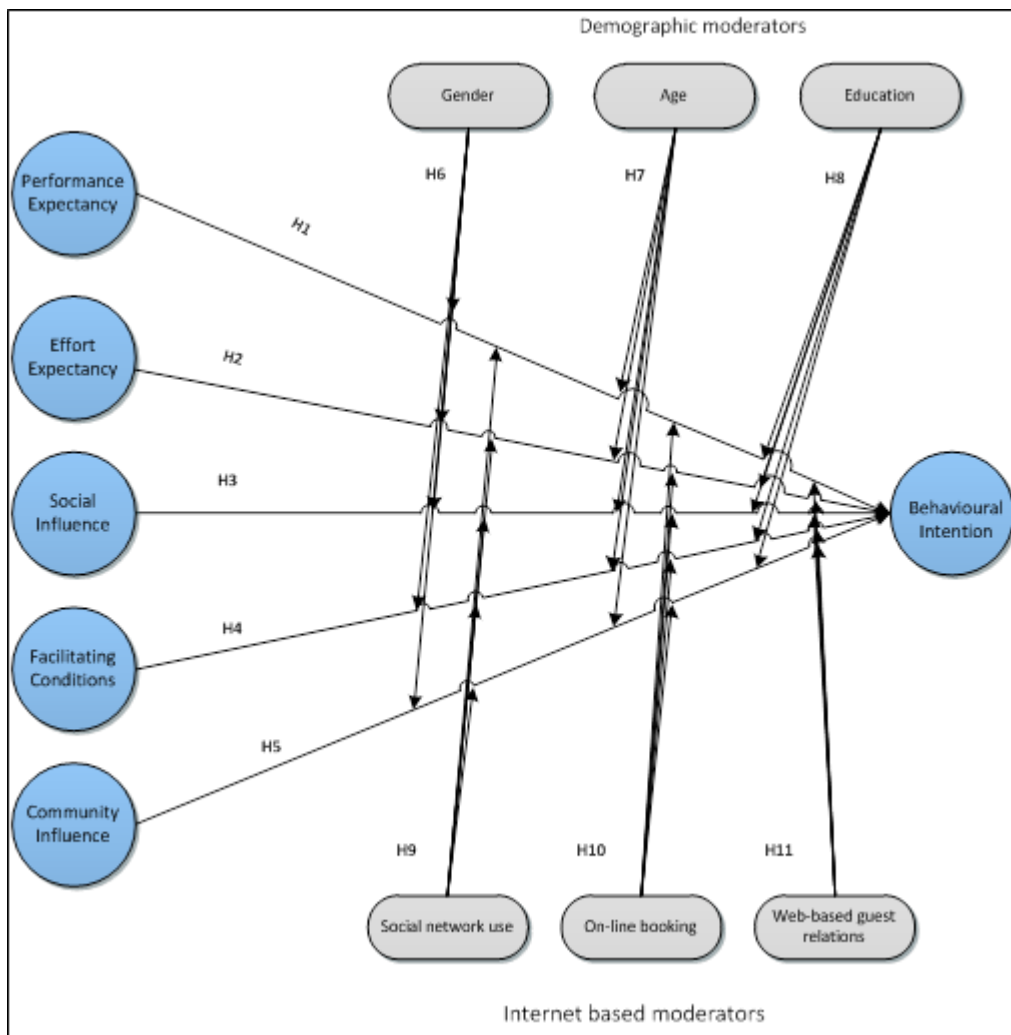 Demographic moderators
Gender
Age
Education
H6
H7
H8
Performance
Expectancy
H1
Effort
Expectancy
H2
Social
Influence
H3
Behavioural
Intention
Facilitating
Conditions
H4
Community
Influence
H5
H9
H10
H11
Social network use
On-line booking
Web-based guest
relations
Internet based moderators